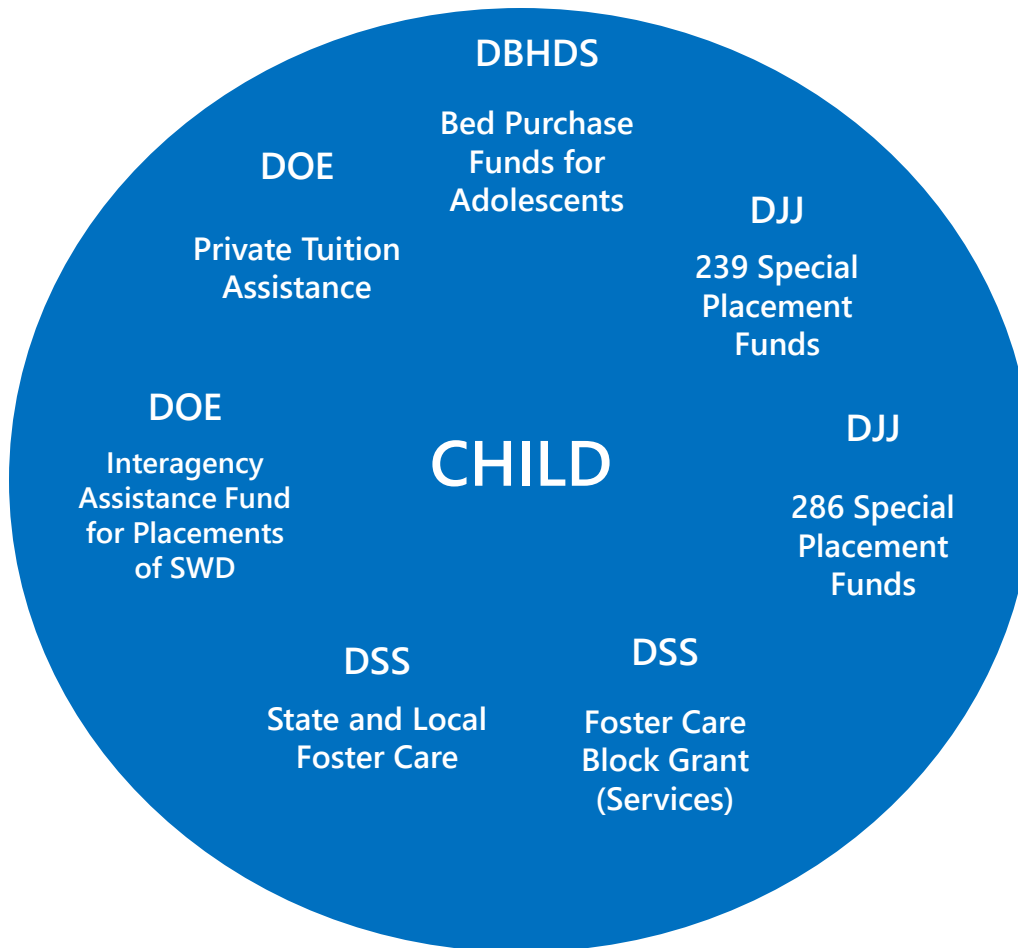 DBHDS
Bed Purchase
Funds for
Adolescents
DOE
Private Tuition
Assistance
DJJ
239 Special
Placement
Funds
DOE
Interagency
Assistance Fund
for Placements
of SWD
CHILD
DJJ
286 Special
Placement
Funds
DSS
State and Local
Foster Care
DSS
Foster Care
Block Grant
(Services)